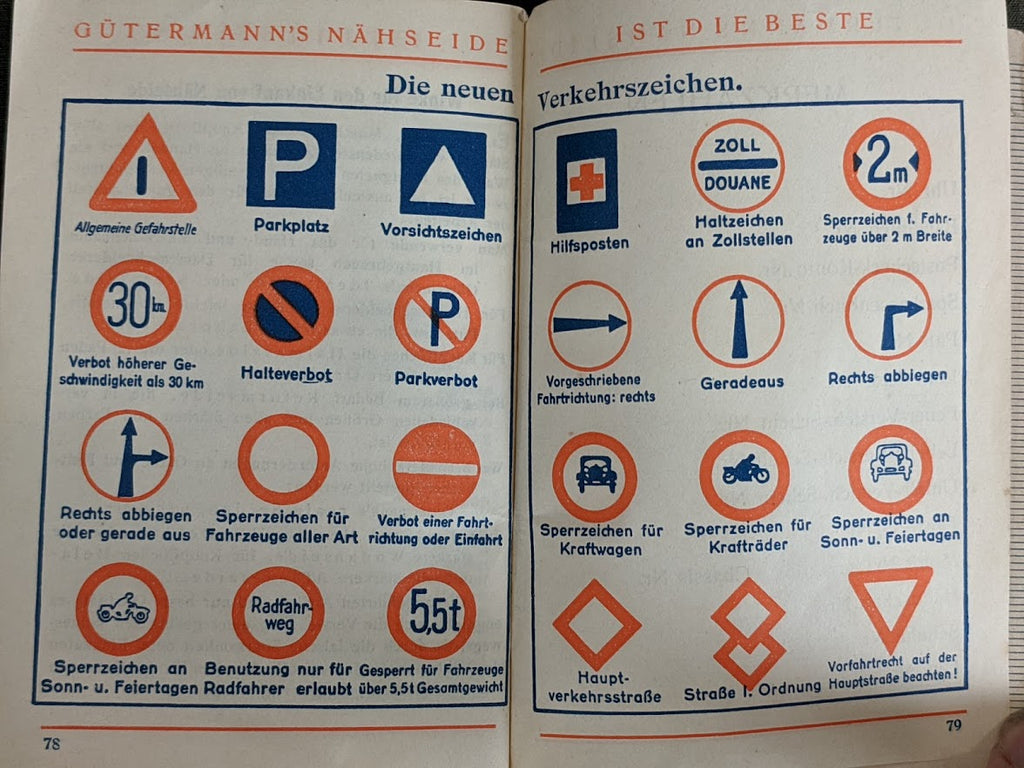 GÜTERMANN'S NÄHSEIDE
Die neuen
Allgemeine Gefahrstelle
P
Parkplatz
Vorsichtszeichen
30 km
Verbot höherer Ge-
schwindigkeit als 30 km
Halteverbot
P
Parkverbot
Rechts abbiegen
oder gerade aus
Sperrzeichen für
Fahrzeuge aller Art
Verbot einer Fahrt-
richtung oder Einfahrt
Sperrzeichen an
Sonn- u. Feiertagen
Radfahr-
weg
Benutzung nur für
Radfahrer erlaubt
5,5t
Gesperrt für Fahrzeuge
über 5,5t Gesamtgewicht
78
IST DIE BESTE
Verkehrszeichen.
Hilfsposten
ZOLL
DOUANE
Haltzeichen
an Zollstellen
2m
Sperrzeichen f. Fahr-
zeuge über 2 m Breite
Vorgeschriebene
Fahrtrichtung: rechts
Geradeaus
Rechts abbiegen
Sperrzeichen für
Kraftwagen
Sperrzeichen für
Krafträder
Sperrzeichen an
Sonn- u. Feiertagen
Haupt-
verkehrsstraße
Straße I. Ordnung
Vorfahrtrecht auf der
Hauptstraße beachten!
79